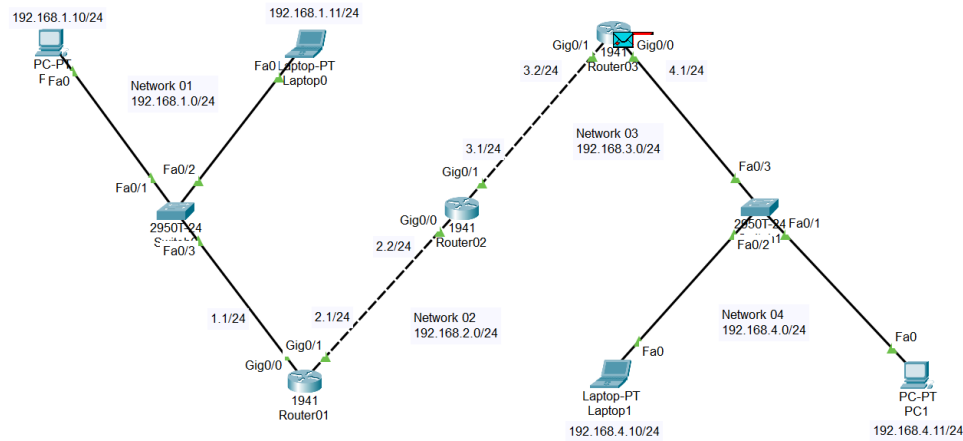 192.168.1.10/24
192.168.1.11/24
PC-PT
Fa0
Fa0
Laptop-PT
Laptop0
Network 01
192.168.1.0/24
Fa0/2
Fa0/1
2950T-24
Fa0/3
1.1/24
2.1/24
Gig0/1
Gig0/0
1941
Router01
Network 02
192.168.2.0/24
2.2/24
Gig0/0
1941
Router02
Gig0/1
3.1/24
Network 03
192.168.3.0/24
3.2/24
Gig0/1
Gig0/0
1941
Router03
4.1/24
Fa0/3
2950T-24
Fa0/1
Fa0/2
Network 04
192.168.4.0/24
Fa0
Laptop-PT
Laptop1
192.168.4.10/24
Fa0
PC-PT
PC1
192.168.4.11/24